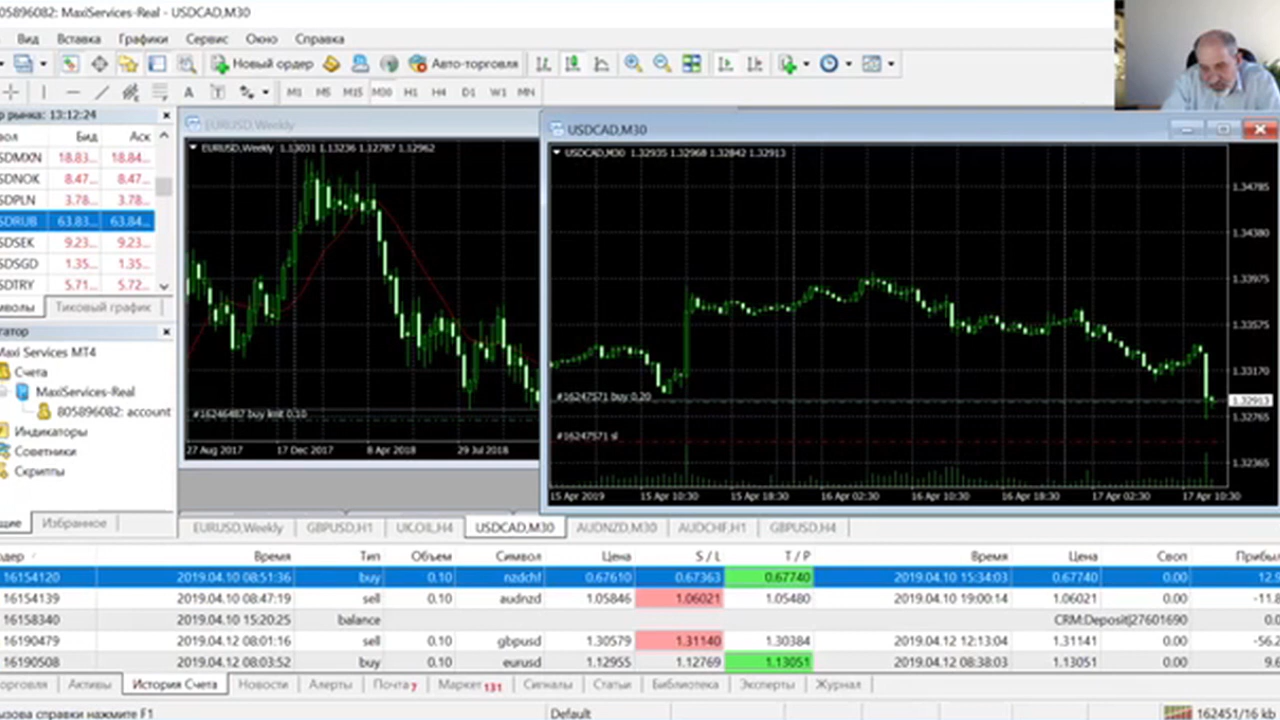 805896082: MaxiServices-Real - USDCAD,M30
Вид Вставка Графики Сервис Окно Справка
Новый ордер Авто-торговля
A T M1 M5 M15 M30 H1 H4 D1 W1 MN
р рынка: 13:12:24
вол Бид Аск
SDMXN 18.83... 18.84...
SDNOK 8.47... 8.47...
SDPLN 3.78... 3.78...
SDRUB 63.83... 63.84...
SDSEK 9.23... 9.23...
SDSGD 1.35... 1.35...
SDTRY 5.71... 5.72...
мволы Тиковый график
гатор
Maxi Services MT4
Счета
MaxiServices-Real
805896082: account
Индикаторы
Советники
Скрипты
щие Избранное
EURUSD,Weekly
EURUSD,Weekly 1.13031 1.13236 1.12787 1.12962
#16246487 buy limit 0.10
27 Aug 2017 17 Dec 2017 8 Apr 2018 29 Jul 2018
USDCAD,M30
USDCAD,M30 1.32935 1.32968 1.32842 1.32913
1.34785
1.34380
1.33975
1.33575
1.33170
#16247571 buy 0.20
1.32913
1.32765
#16247571 sl
1.32365
15 Apr 2019 15 Apr 10:30 15 Apr 18:30 16 Apr 02:30 16 Apr 10:30 16 Apr 18:30 17 Apr 02:30 17 Apr 10:30
EURUSD,Weekly GBPUSD,H1 UKOIL,H4 USDCAD,M30 AUDNZD,M30 AUDCHF,H1 GBPUSD,H4
рдер Время Тип Объем Символ Цена S / L T / P Время Цена Своп Прибыл
16154120 2019.04.10 08:51:36 buy 0.10 nzdchf 0.67610 0.67363 0.67740 2019.04.10 15:34:03 0.67740 0.00 12.9
16154139 2019.04.10 08:47:19 sell 0.10 audnzd 1.05846 1.06021 1.05480 2019.04.10 19:00:14 1.06021 0.00 -11.8
16158340 2019.04.10 15:20:25 balance CRM:Deposit|27601690 0.0
16190479 2019.04.12 08:01:16 sell 0.10 gbpusd 1.30579 1.31140 1.30384 2019.04.12 12:13:04 1.31141 0.00 -56.2
16190508 2019.04.12 08:03:52 buy 0.10 eurusd 1.12955 1.12769 1.13051 2019.04.12 08:38:03 1.13051 0.00 9.6
орговля Активы История Счета Новости Алерты Почта 7 Маркет 131 Сигналы Статьи Библиотека Эксперты Журнал
ызова справки нажмите F1 Default 162451/16 kb